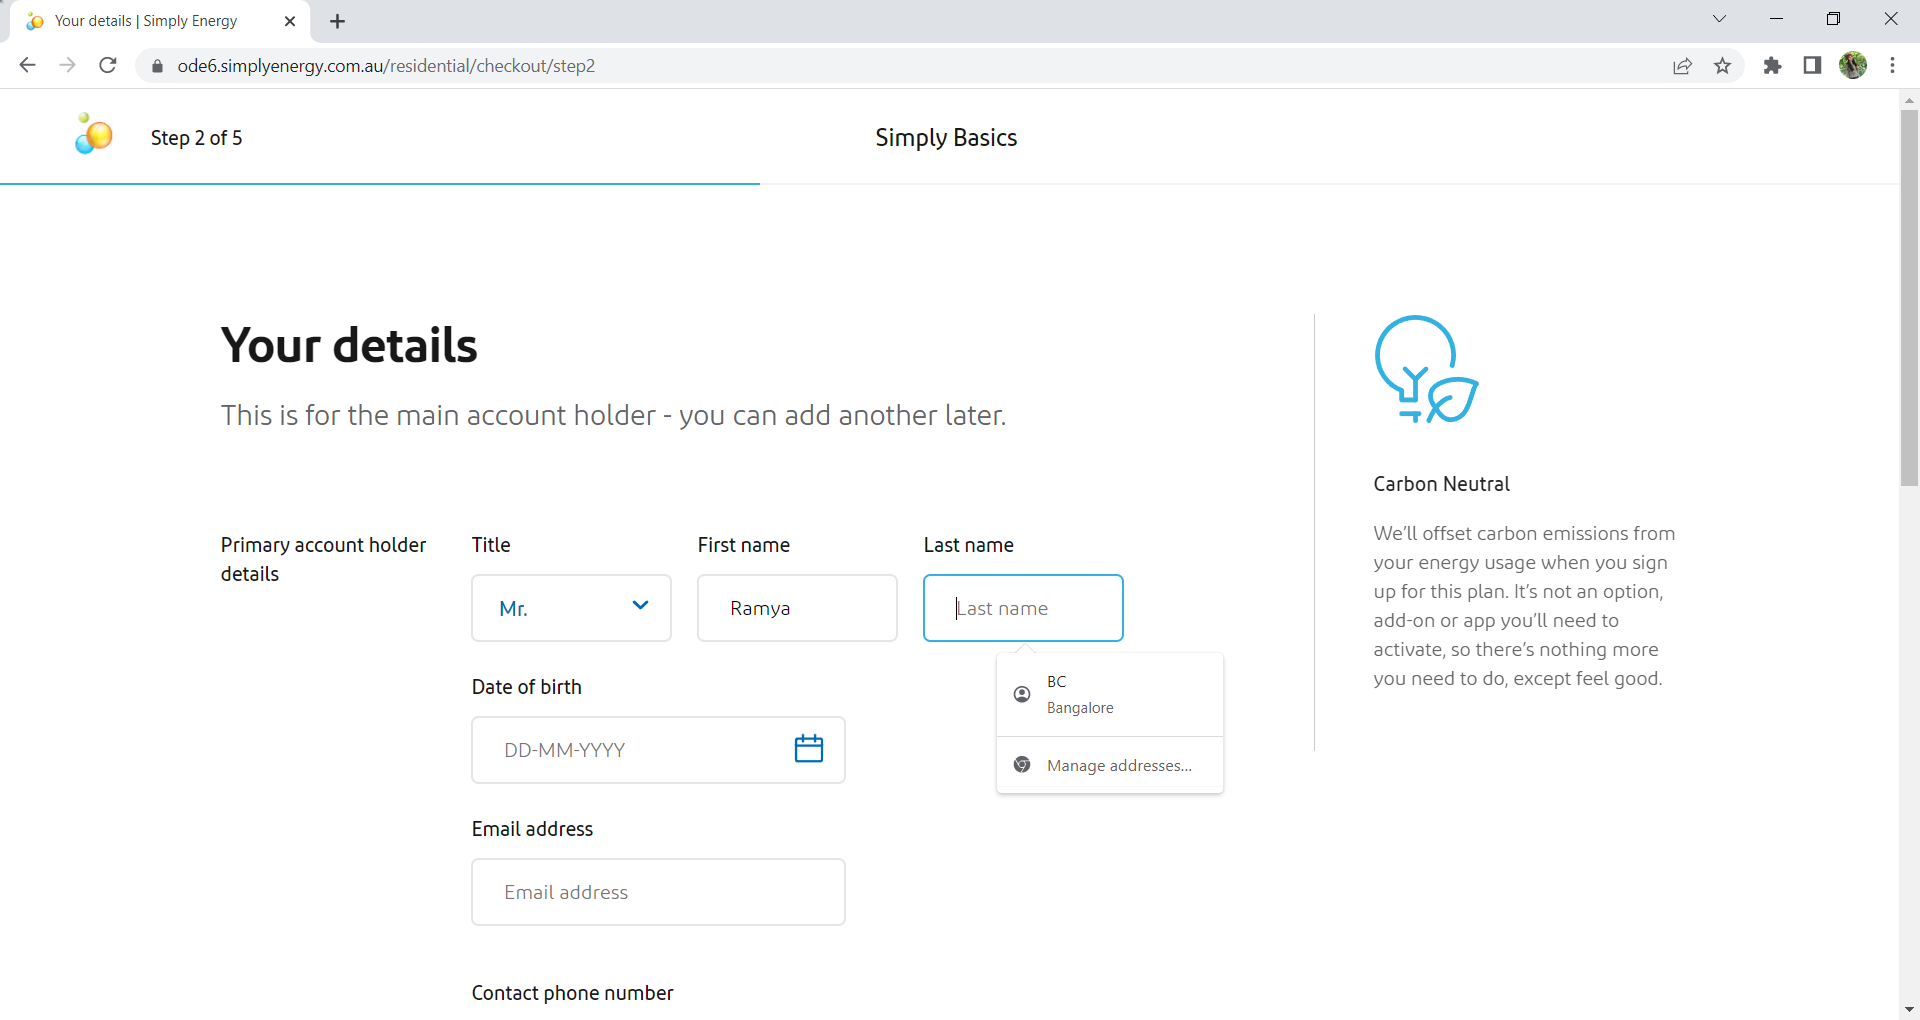 Your details | Simply Energy
ode6.simplyenergy.com.au/residential/checkout/step2
Step 2 of 5
Simply Basics
Your details
This is for the main account holder - you can add another later.
Primary account holder
details
Title
First name
Last name
Mr.
Ramya
Last name
BC
Bangalore
Manage addresses...
Date of birth
DD-MM-YYYY
Email address
Email address
Contact phone number
Carbon Neutral
We’ll offset carbon emissions from
your energy usage when you sign
up for this plan. It’s not an option,
add-on or app you’ll need to
activate, so there’s nothing more
you need to do, except feel good.